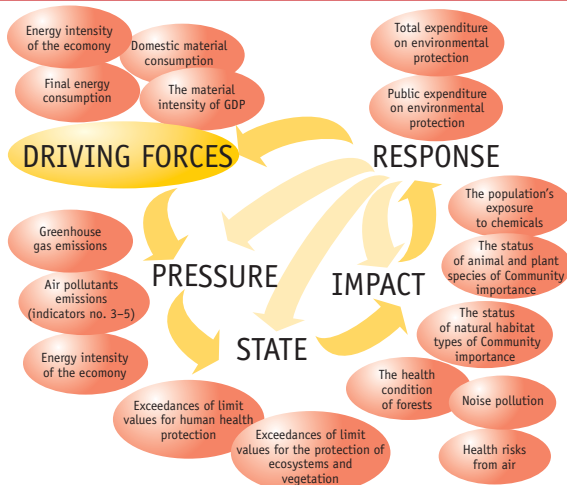 Energy intensity
of the ecomony
Domestic material
consumption
Final energy
consumption
The material
intensity of GDP
DRIVING FORCES
Total expenditure
on environmental
protection
Public expenditure
on environmental
protection
RESPONSE
The population's
exposure
to chemicals
The status
of animal and plant
species of Community
importance
The status
of natural habitat
types of Community
importance
Greenhouse
gas emissions
Air pollutants
emissions
(indicators no. 3–5)
Energy intensity
of the ecomony
PRESSURE
IMPACT
STATE
The health
condition
of forests
Noise pollution
Health risks
from air
Exceedances of limit
values for human health
protection
Exceedances of limit
values for the protection of
ecosystems and
vegetation